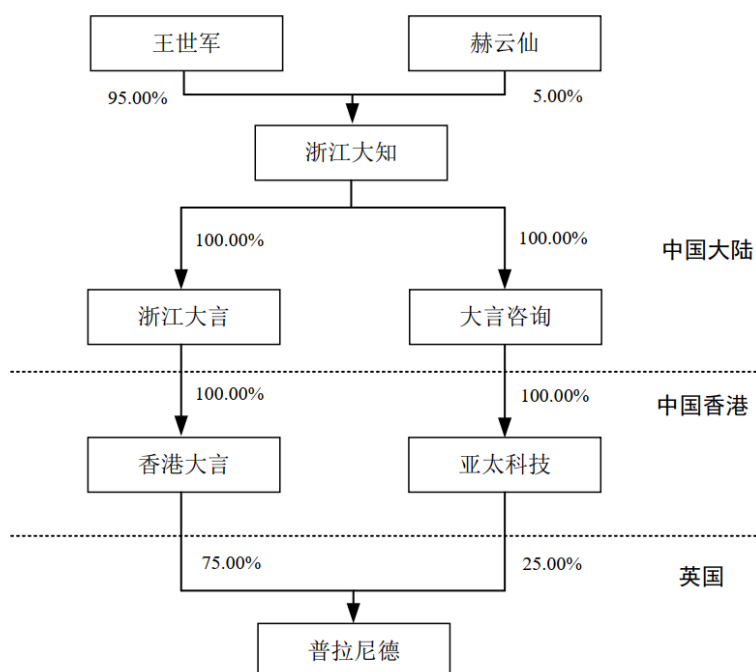 王世军
赫云仙
95.00%
5.00%
浙江大知
100.00%
100.00%
中国大陆
浙江大言
大言咨询
100.00%
100.00%
中国香港
香港大言
亚太科技
75.00%
25.00%
英国
普拉尼德